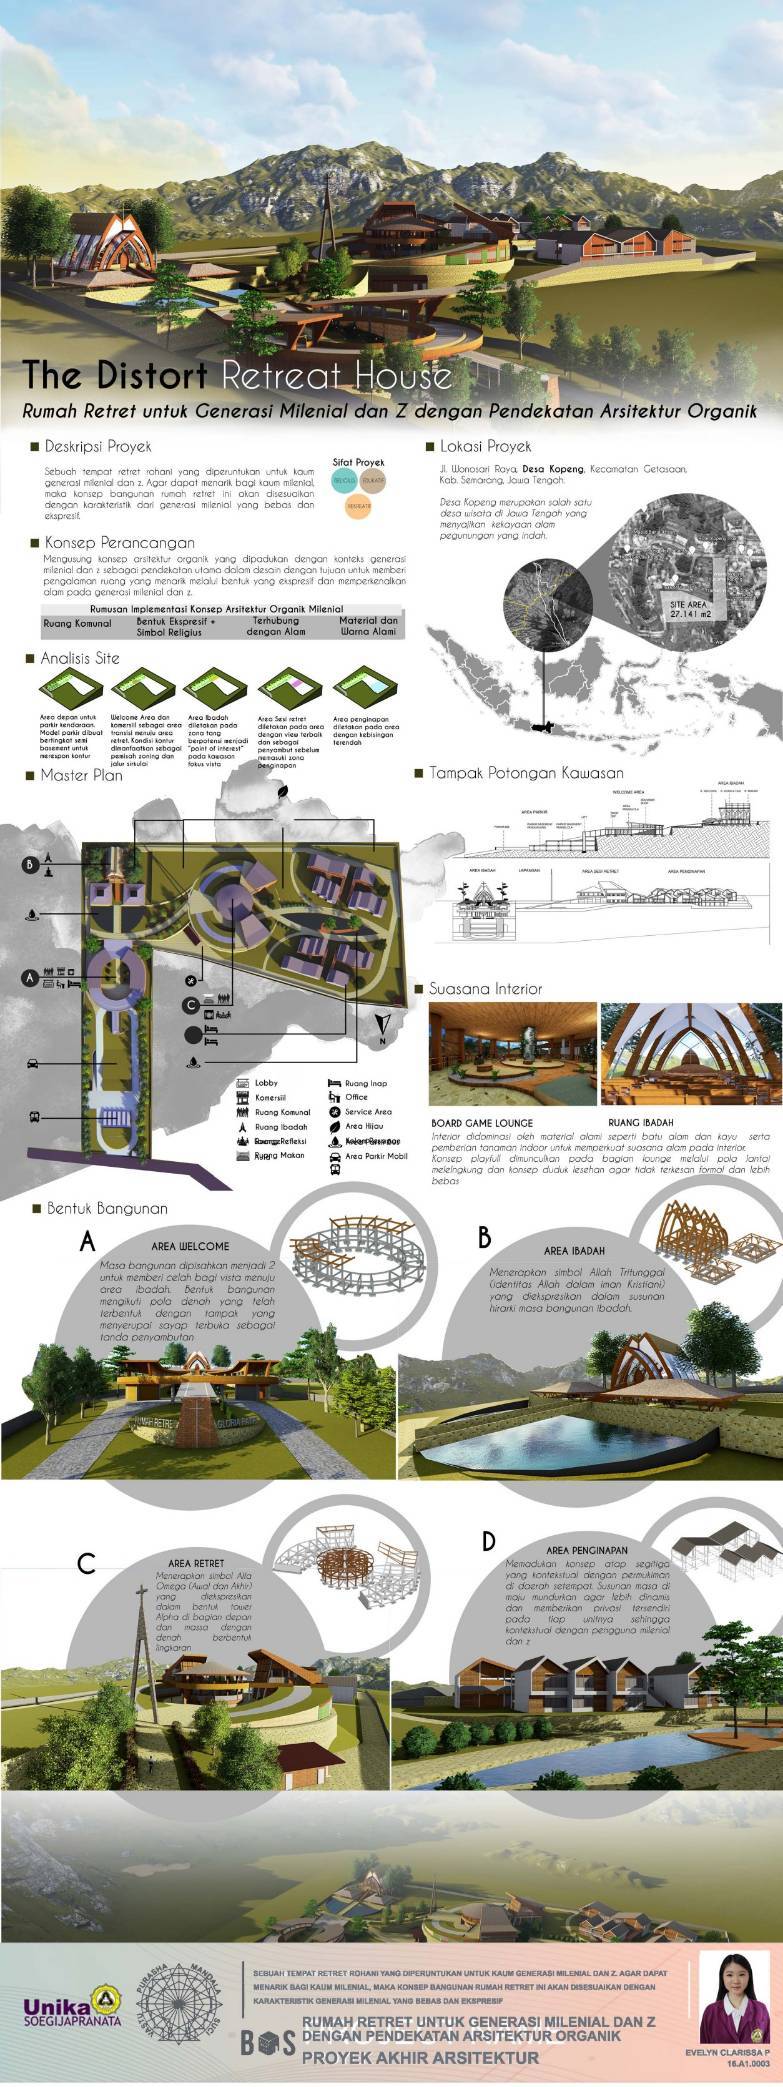 The Distort Retreat House
Rumah Retret untuk Generasi Milenial dan Z dengan Pendekatan Arsitektur Organik
Deskripsi Proyek
Sebuah tempat retret rohani yang diperuntukan untuk kaum
generasi milenial dan z. Agar dapat menarik bagi kaum milenial,
maka konsep bangunan rumah retret ini akan disesuaikan
dengan karakteristik dari generasi milenial yang bebas dan
ekspresif.
Sifat Proyek
RELIGIUS
EDUKATIF
REKREATIF
Konsep Perancangan
Mengusung konsep arsitektur organik yang dipadukan dengan konteks generasi
milenial dan z sebagai pendekatan utama dalam desain dengan tujuan untuk memberi
pengalaman ruang yang menarik melalui bentuk yang ekspresif dan memperkenalkan
alam pada generasi milenial dan z.
Rumusan Implementasi Konsep Arsitektur Organik Milenial
Ruang Komunal
Bentuk Ekspresif +
Simbol Religius
Terhubung
dengan Alam
Material dan
Warna Alami
Lokasi Proyek
Jl. Wonosari Raya, Desa Kopeng, Kecamatan Getasaan,
Kab. Semarang, Jawa Tengah.
Desa Kopeng merupakan salah satu
desa wisata di Jawa Tengah yang
menyajikan kekayaan alam
pegunungan yang indah.
SITE AREA
27.141 m2
Analisis Site
Area depan untuk
parkir kendaraan.
Model parkir dibuat
bertingkat semi
basement untuk
merespon kontur
Welcome Area dan
komersil sebagai area
transisi menuju area
retret. Kondisi kontur
dimanfaatkan sebagai
pemisah zoning dan
jalur sirkulasi
Area Ibadah
diletakan pada
zona yang
berpotensi menjadi
"point of interest"
pada kawasan
fokus vista
Area Sesi retret
diletakan pada area
dengan view terbaik
dan sebagai
penyambut sebelum
memasuki zona
penginapan
Area penginapan
diletakan pada area
dengan kebisingan
terendah
Master Plan
B
A
C
N
Lobby
Komersiil
Ruang Komunal
Ruang Ibadah
Ruang Makan
Ruang Inap
Office
Service Area
Area Hijau
Area Parkir Mobil
Tampak Potongan Kawasan
AREA PARKIR
WELCOME AREA
AREA IBADAH
AREA IBADAH
LAPANGAN
AREA SESI RETRET
AREA PENGINAPAN
Suasana Interior
BOARD GAME LOUNGE
RUANG IBADAH
Interior didominasi oleh material alami seperti batu alam dan kayu serta
pemberian tanaman indoor untuk memperkuat suasana alam pada interior.
Konsep playfull dimunculkan pada bagian lounge melalui pola lantai
melengkung dan konsep duduk lesehan agar tidak terkesan formal dan lebih
bebas
Bentuk Bangunan
A
AREA WELCOME
Masa bangunan dipisahkan menjadi 2
untuk memberi celah bagi vista menuju
area ibadah. Bentuk bangunan
mengikuti pola denah yang telah
terbentuk dengan tampak yang
menyerupai sayap terbuka sebagai
tanda penyambutan
RUMAH RETRE
GLORIA PAT
B
AREA IBADAH
Menerapkan simbol Allah Tritunggal
(identitas Allah dalam iman Kristiani)
yang diekspresikan dalam susunan
hirarki masa bangunan ibadah.
C
AREA RETRET
Menerapkan simbol Alfa
Omega (Awal dan Akhir)
yang diekspresikan
dalam bentuk tower
Alpha di bagian depan
dan massa dengan
denah berbentuk
lingkaran
D
AREA PENGINAPAN
Memadukan konsep atap segitiga
yang kontekstual dengan permukiman
di daerah setempat. Susunan masa di
maju mundurkan agar lebih dinamis
dan memberikan privasi tersendiri
pada tiap unitnya sehingga
kontekstual dengan pengguna milenial
dan z
Unika
SOEGIJAPRANATA
YASTI PURASHA MANDALA SUCI
SEBUAH TEMPAT RETRET ROHANI YANG DIPERUNTUKAN UNTUK KAUM GENERASI MILENIAL DAN Z. AGAR DAPAT
MENARIK BAGI KAUM MILENIAL, MAKA KONSEP BANGUNAN RUMAH RETRET INI AKAN DISESUAIKAN DENGAN
KARAKTERISTIK GENERASI MILENIAL YANG BEBAS DAN EKSPRESIF
RUMAH RETRET UNTUK GENERASI MILENIAL DAN Z
DENGAN PENDEKATAN ARSITEKTUR ORGANIK
PROYEK AKHIR ARSITEKTUR
EVELYN CLARISSA P
16.A1.0003